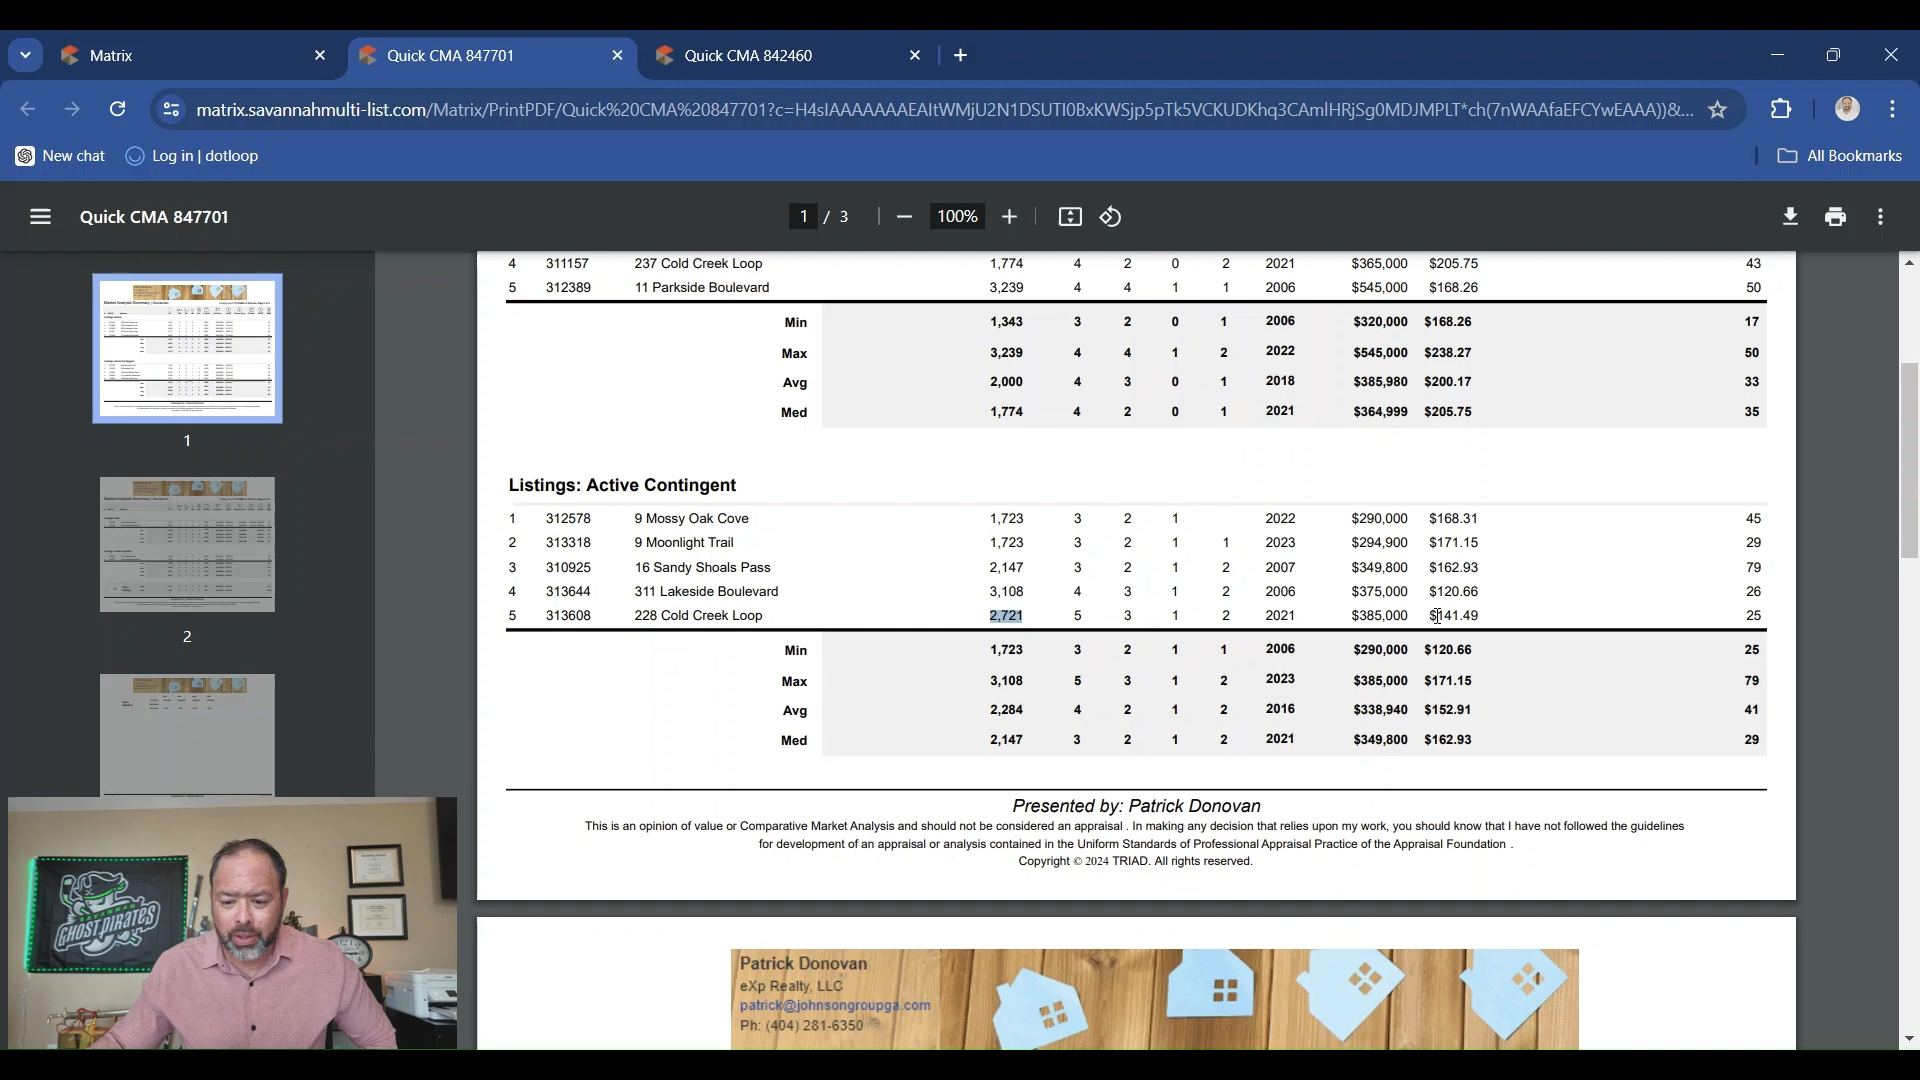 Matrix
Quick CMA 847701
Quick CMA 842460
matrix.savannahmulti-list.com/Matrix/PrintPDF/Quick%20CMA%20847701?c=H4sIAAAAAAAEAItWMjU2N1DSUTI0BxKWSjp5pTk5VCKUDKhq3CAmlHRjSg0MDJMPLT*ch(7nWAAfaEFCYwEAAA))&...
New chat
Log in | dotloop
All Bookmarks
Quick CMA 847701
1 / 3
100%
4 311157 237 Cold Creek Loop 1,774 4 2 0 2 2021 $365,000 $205.75 43
5 312389 11 Parkside Boulevard 3,239 4 4 1 1 2006 $545,000 $168.26 50
Min 1,343 3 2 0 1 2006 $320,000 $168.26 17
Max 3,239 4 4 1 2 2022 $545,000 $238.27 50
Avg 2,000 4 3 0 1 2018 $385,980 $200.17 33
Med 1,774 4 2 0 1 2021 $364,999 $205.75 35
Listings: Active Contingent
1 312578 9 Mossy Oak Cove 1,723 3 2 1 2022 $290,000 $168.31 45
2 313318 9 Moonlight Trail 1,723 3 2 1 1 2023 $294,900 $171.15 29
3 310925 16 Sandy Shoals Pass 2,147 3 2 1 2 2007 $349,800 $162.93 79
4 313644 311 Lakeside Boulevard 3,108 4 3 1 2 2006 $375,000 $120.66 26
5 313608 228 Cold Creek Loop 2,721 5 3 1 2 2021 $385,000 $141.49 25
Min 1,723 3 2 1 1 2006 $290,000 $120.66 25
Max 3,108 5 3 1 2 2023 $385,000 $171.15 79
Avg 2,284 4 2 1 2 2016 $338,940 $152.91 41
Med 2,147 3 2 1 2 2021 $349,800 $162.93 29
Presented by: Patrick Donovan
This is an opinion of value or Comparative Market Analysis and should not be considered an appraisal . In making any decision that relies upon my work, you should know that I have not followed the guidelines
for development of an appraisal or analysis contained in the Uniform Standards of Professional Appraisal Practice of the Appraisal Foundation .
Copyright © 2024 TRIAD. All rights reserved.
Patrick Donovan
eXp Realty, LLC
patrick@johnsongroupga.com
Ph: (404) 281-6350
1
2
SAVANNAH
GHOST PIRATES